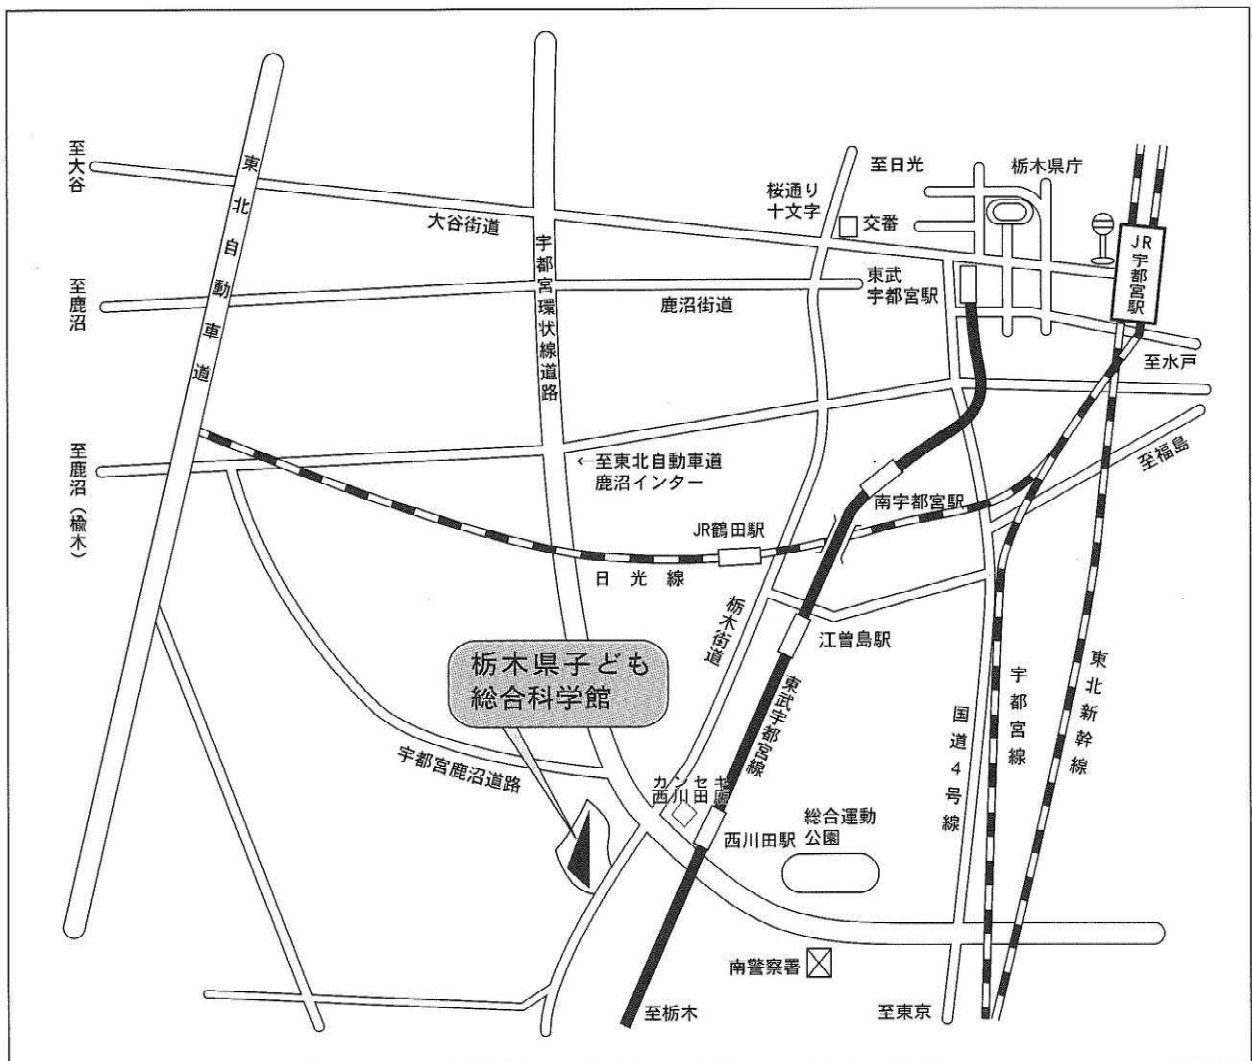 至大谷
東北自動車道
大谷街道
宇都宮環状線道路
桜通り
十文字
至日光
交番
栃木県庁
JR
宇都宮駅
東武
宇都宮駅
至鹿沼
鹿沼街道
至水戸
至鹿沼(楡木)
←至東北自動車道
鹿沼インター
南宇都宮駅
至福島
JR鶴田駅
日光線
栃木街道
江曽島駅
栃木県子ども
総合科学館
東武宇都宮線
国道4号線
宇都宮線
東北新幹線
宇都宮鹿沼道路
カンセキ
西川田店
西川田駅
総合運動
公園
南警察署
至栃木
至東京